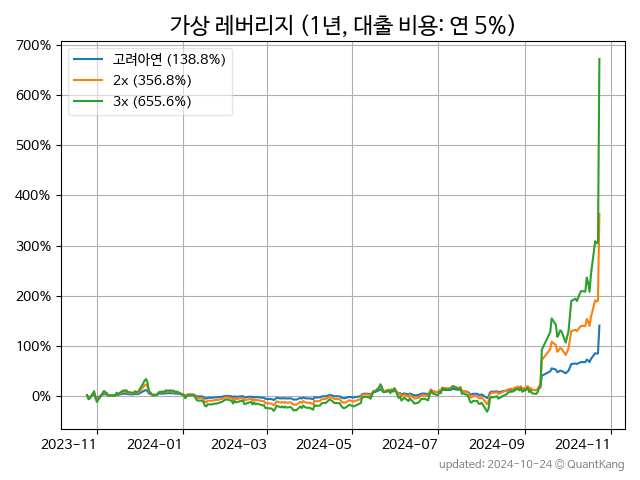 가상 레버리지 (1년, 대출 비용: 연 5%)
700%
600%
500%
400%
300%
200%
100%
0%
고려아연 (138.8%)
2x (356.8%)
3x (655.6%)
2023-11 2024-01 2024-03 2024-05 2024-07 2024-09 2024-11
updated: 2024-10-24 @ QuantKang